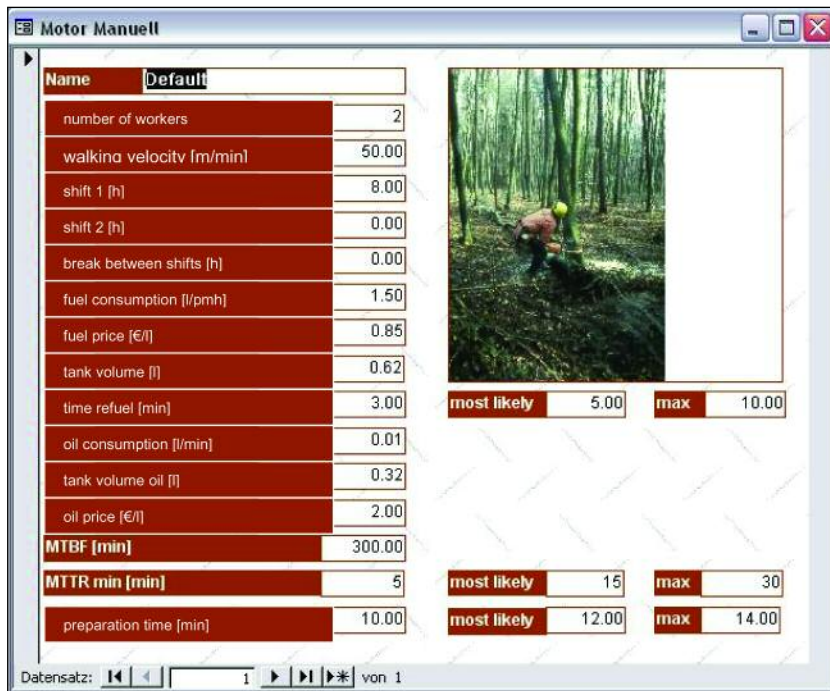 Motor Manuell
Name Default
number of workers 2
walking velocity [m/min] 50.00
shift 1 [h] 8.00
shift 2 [h] 0.00
break between shifts [h] 0.00
fuel consumption [l/pmh] 1.50
fuel price [€/l] 0.85
tank volume [l] 0.62
time refuel [min] 3.00 most likely 5.00 max 10.00
oil consumption [l/min] 0.01
tank volume oil [l] 0.32
oil price [€/l] 2.00
MTBF [min] 300.00
MTTR min [min] 5 most likely 15 max 30
preparation time [min] 10.00 most likely 12.00 max 14.00
Datensatz: 1 von 1